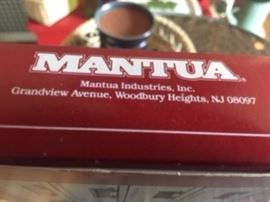 MANTUA
Mantua Industries, Inc.
Grandview Avenue, Woodbury Heights, NJ 08097